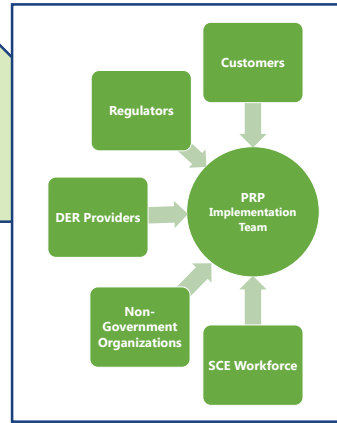 Customers
Regulators
PRP
Implementation
Team
DER Providers
Non-
Government
Organizations
SCE Workforce